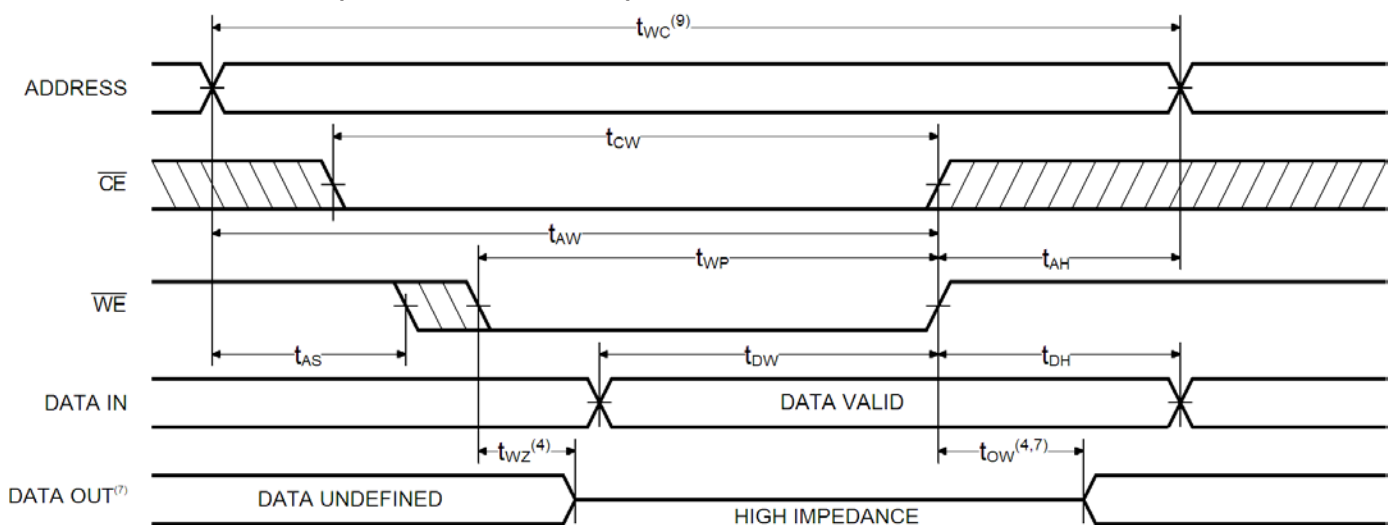 tWC(9)
ADDRESS
tCW
CE
tAW
tWP
tAH
WE
tAS
tDW
tDH
DATA IN
DATA VALID
tWZ(4)
tOW(4,7)
DATA OUT(7)
DATA UNDEFINED
HIGH IMPEDANCE